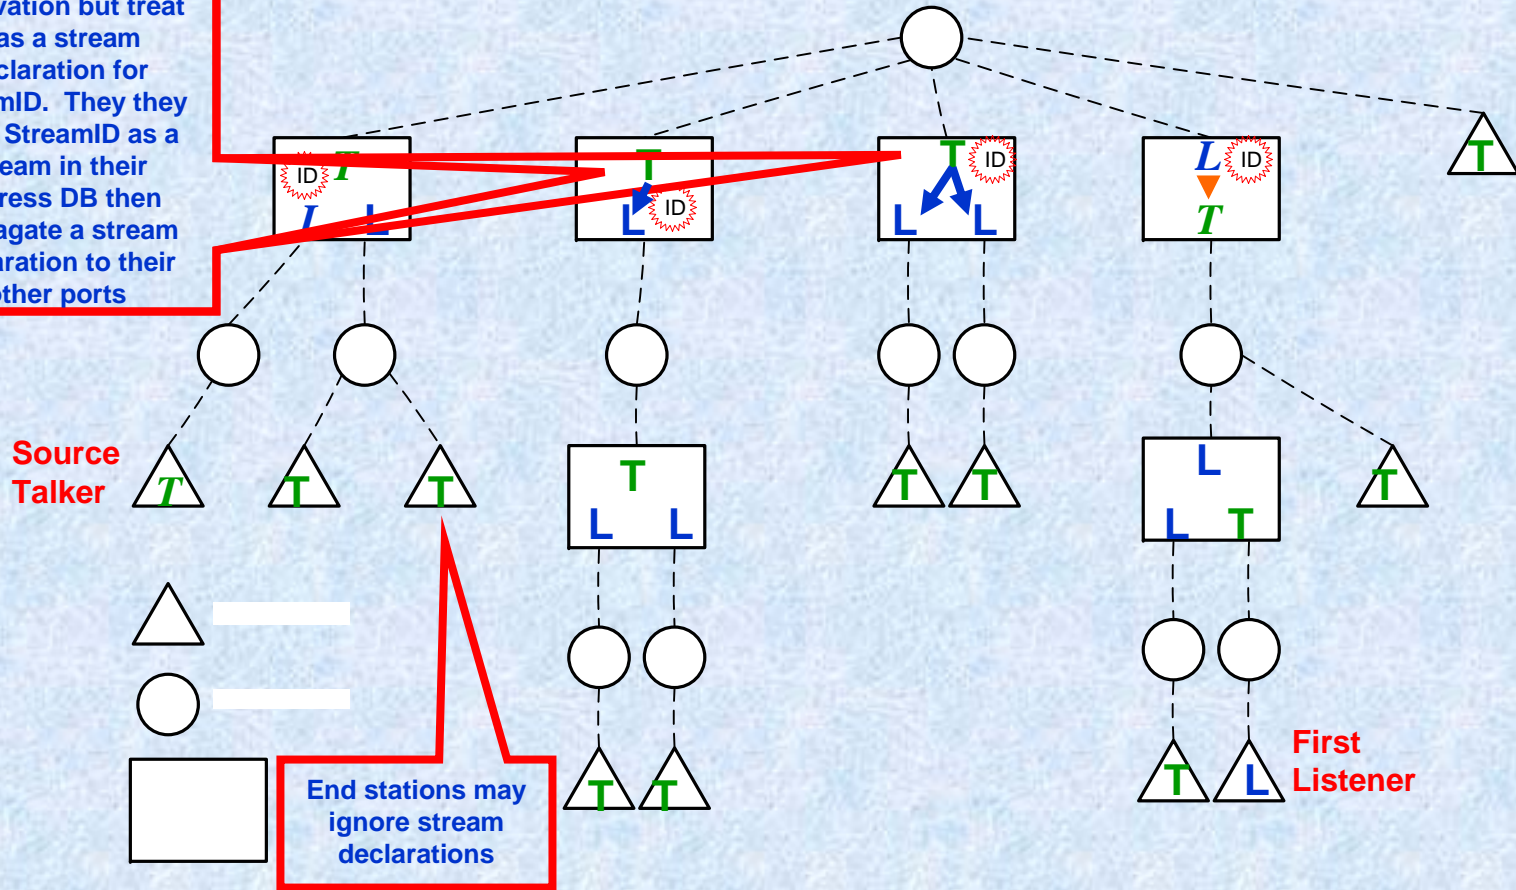 vation but treat
as a stream
claration for
mID. They they
StreamID as a
ream in their
ress DB then
agate a stream
aration to their
other ports
ID T
L L
T
L ID
T ID
L L
L ID
T
T
Source
Talker
T T T
T
L L
T T
L
L T
T
T T
T L
First
Listener
End stations may
ignore stream
declarations